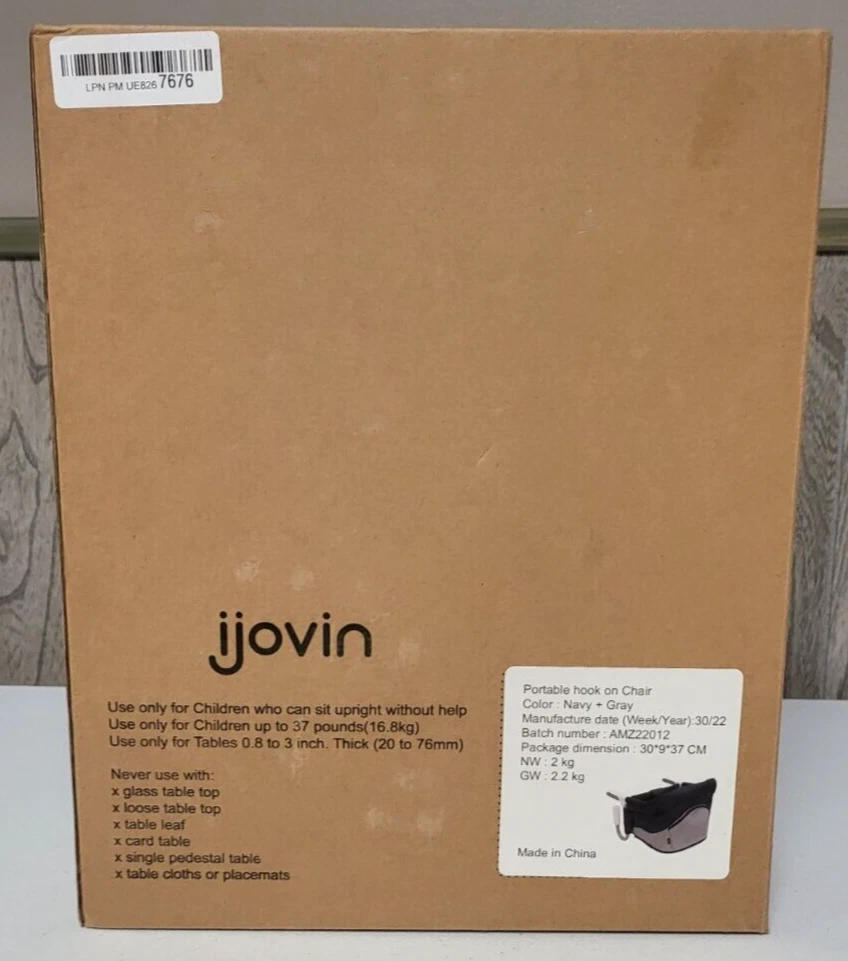 LPN PM UE826 7676
ijovin
Use only for Children who can sit upright without help
Use only for Children up to 37 pounds(16.8kg)
Use only for Tables 0.8 to 3 inch. Thick (20 to 76mm)
Never use with:
x glass table top
x loose table top
x table leaf
x card table
x single pedestal table
x table cloths or placemats
Portable hook on Chair
Color : Navy + Gray
Manufacture date (Week/Year):30/22
Batch number : AMZ22012
Package dimension : 30*9*37 CM
NW : 2 kg
GW : 2.2 kg
Made in China